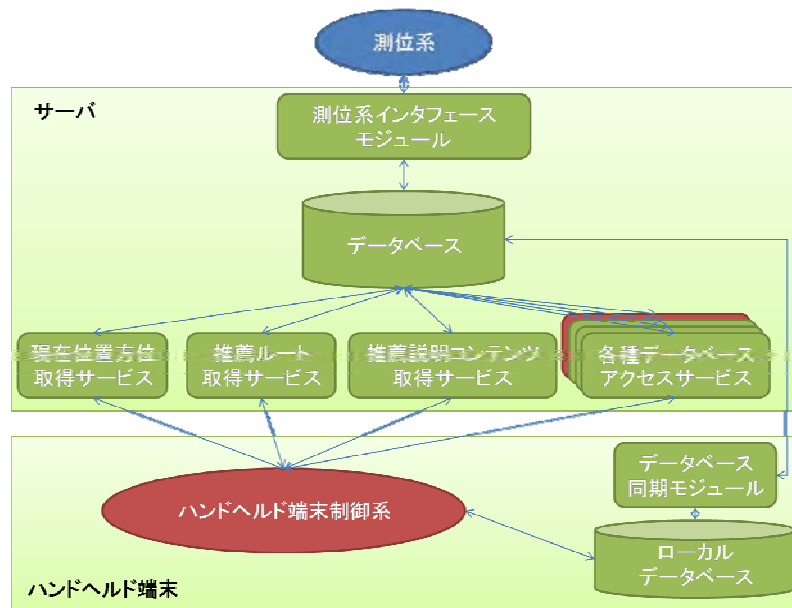 測位系
サーバ
測位系インタフェース
モジュール
データベース
現在位置方位
取得サービス
推薦ルート
取得サービス
推薦説明コンテンツ
取得サービス
各種データベース
アクセスサービス
データベース
同期モジュール
ハンドヘルド端末制御系
ローカル
データベース
ハンドヘルド端末